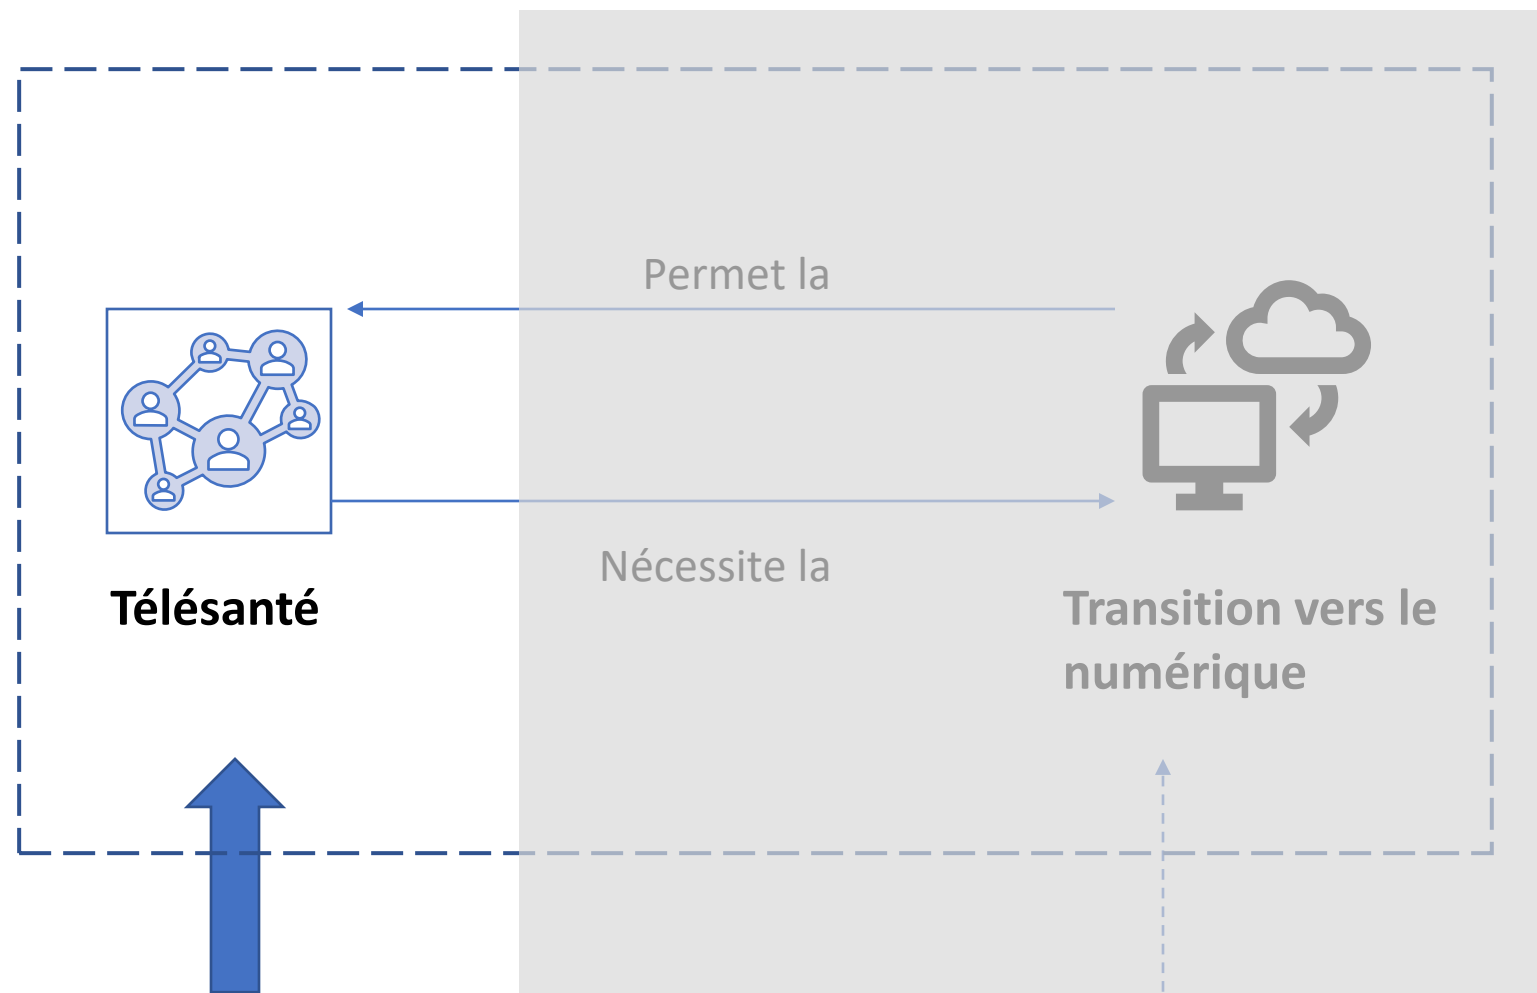 Permet la
Nécessite la
Télésanté
Transition vers le
numérique